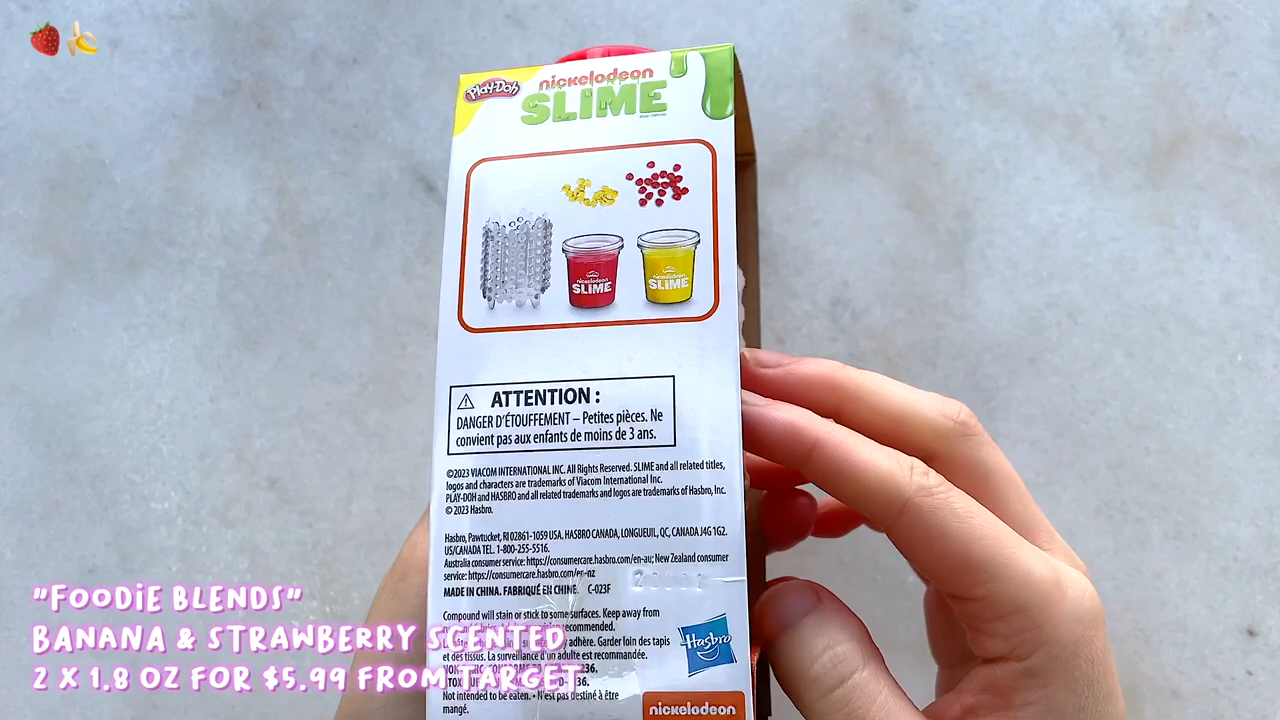 PLAY-DOH
nickelodeon
SLIME
nickelodeon
SLIME
nickelodeon
SLIME
ATTENTION :
DANGER D'ÉTOUFFEMENT – Petites pièces. Ne
convient pas aux enfants de moins de 3 ans.
©2023 VIACOM INTERNATIONAL INC. All Rights Reserved. SLIME and all related titles,
logos and characters are trademarks of Viacom International Inc.
PLAY-DOH and HASBRO and all related trademarks and logos are trademarks of Hasbro, Inc.
© 2023 Hasbro.
Hasbro, Pawtucket, RI 02861-1059 USA. HASBRO CANADA, LONGUEUIL, QC, CANADA J4G 1G2.
US/CANADA TEL. 1-800-255-5516.
Australia consumer service: https://consumercare.hasbro.com/en-au; New Zealand consumer
service: https://consumercare.hasbro.com/en-nz
MADE IN CHINA. FABRIQUÉ EN CHINE. C-023F
Compound will stain or stick to some surfaces. Keep away from
recommended.
adhère. Garder loin des tapis
et des tissus. La surveillance d'un adulte est recommandée.
Not intended to be eaten. • N'est pas destiné à être
mangé.
Hasbro
nickelodeon
"FOODiE BLENDS"
BANANA & STRAWBERRY SCENTED
2 X 1.8 OZ FOR $5.99 FROM TARGET